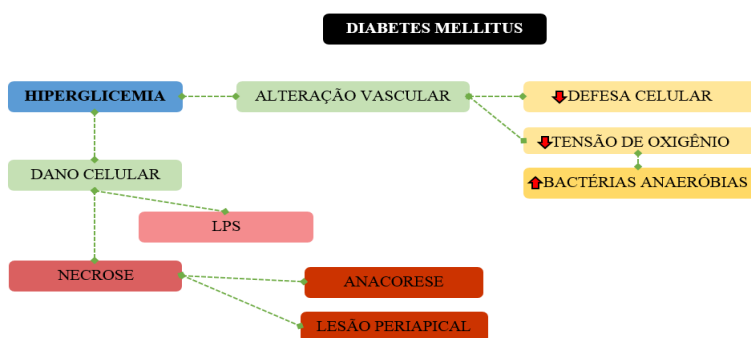 DIABETES MELLITUS
HIPERGLICEMIA
ALTERAÇÃO VASCULAR
DEFESA CELULAR
TENSÃO DE OXIGÊNIO
DANO CELULAR
BACTÉRIAS ANAERÓBIAS
LPS
NECROSE
ANACORESE
LESÃO PERIAPICAL